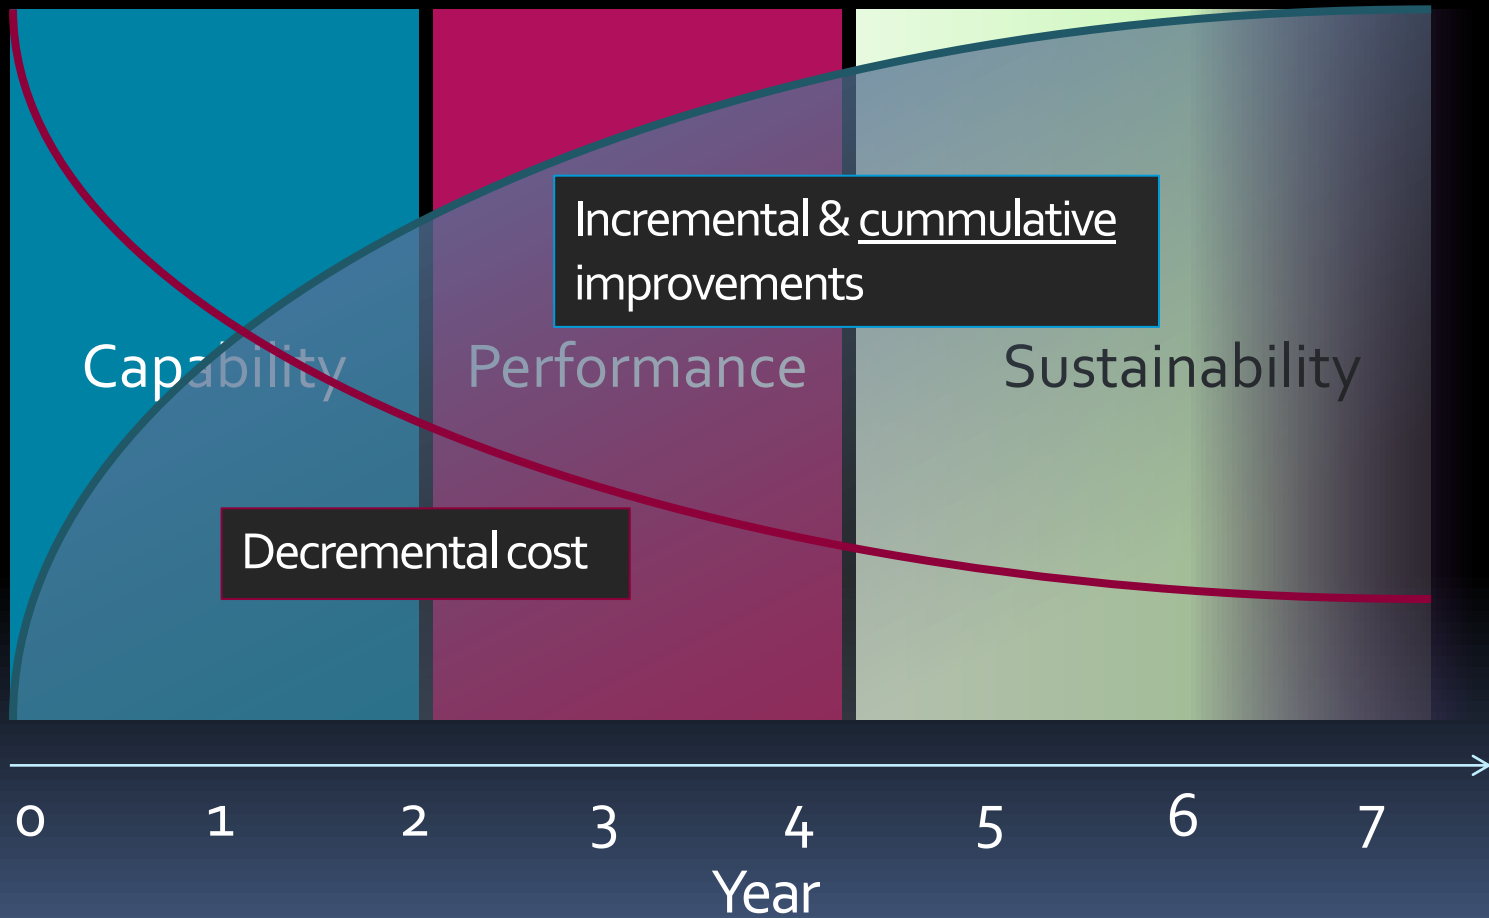 Incremental & cummulative
improvements
Capability
Performance
Sustainability
Decremental cost
0 1 2 3 4 5 6 7
Year